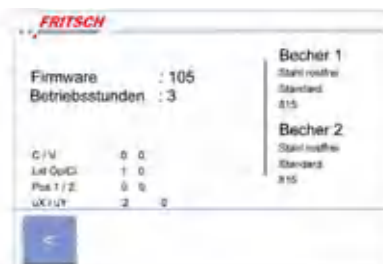 FRITSCH
Firmware : 105
Betriebsstunden : 3
C / V 0 0
Lid Op/Cl 1 0
Pos 1 / 2 0 0
uX / uY 2 0
Becher 1
Stahl rostfrei
Standard
815
Becher 2
Stahl rostfrei
Standard
815
<